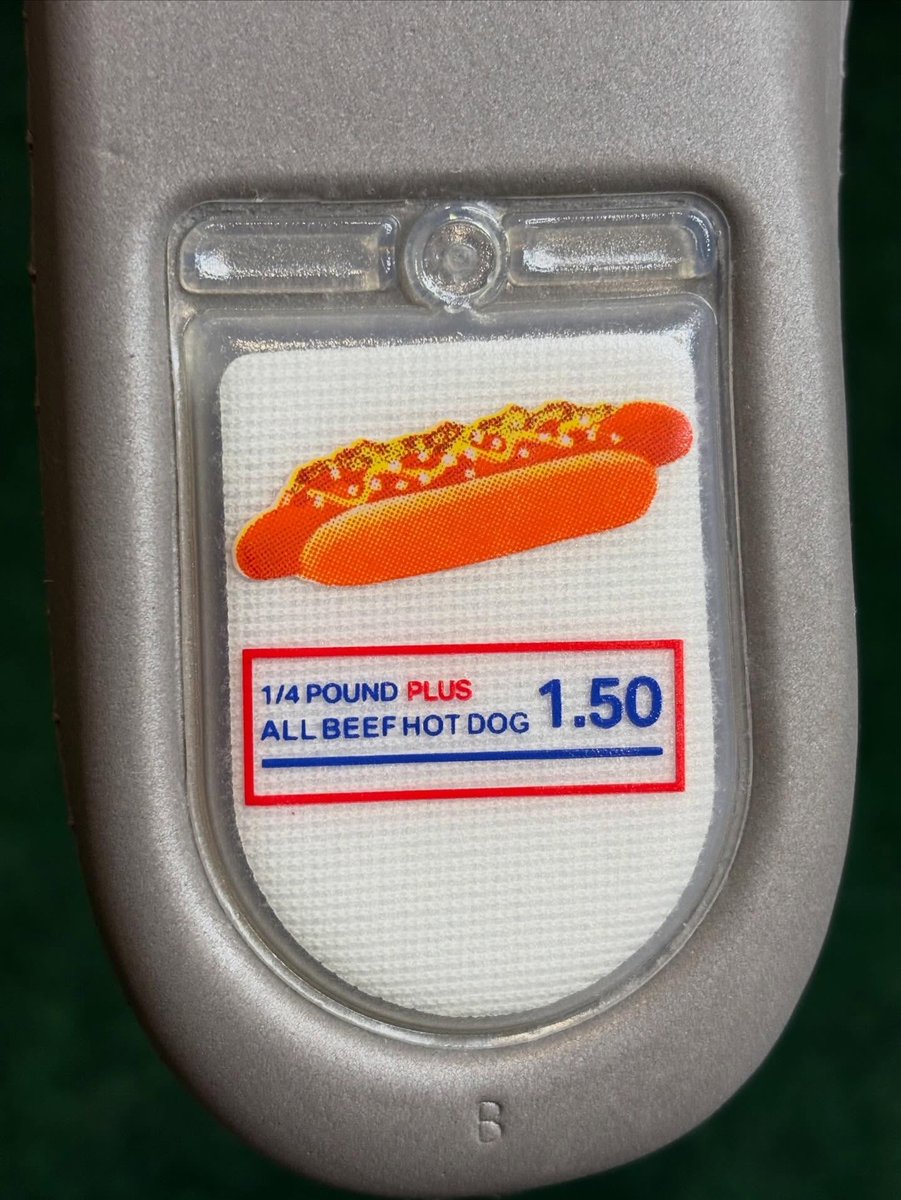 1/4 POUND PLUS
ALL BEEF HOT DOG 1.50
B